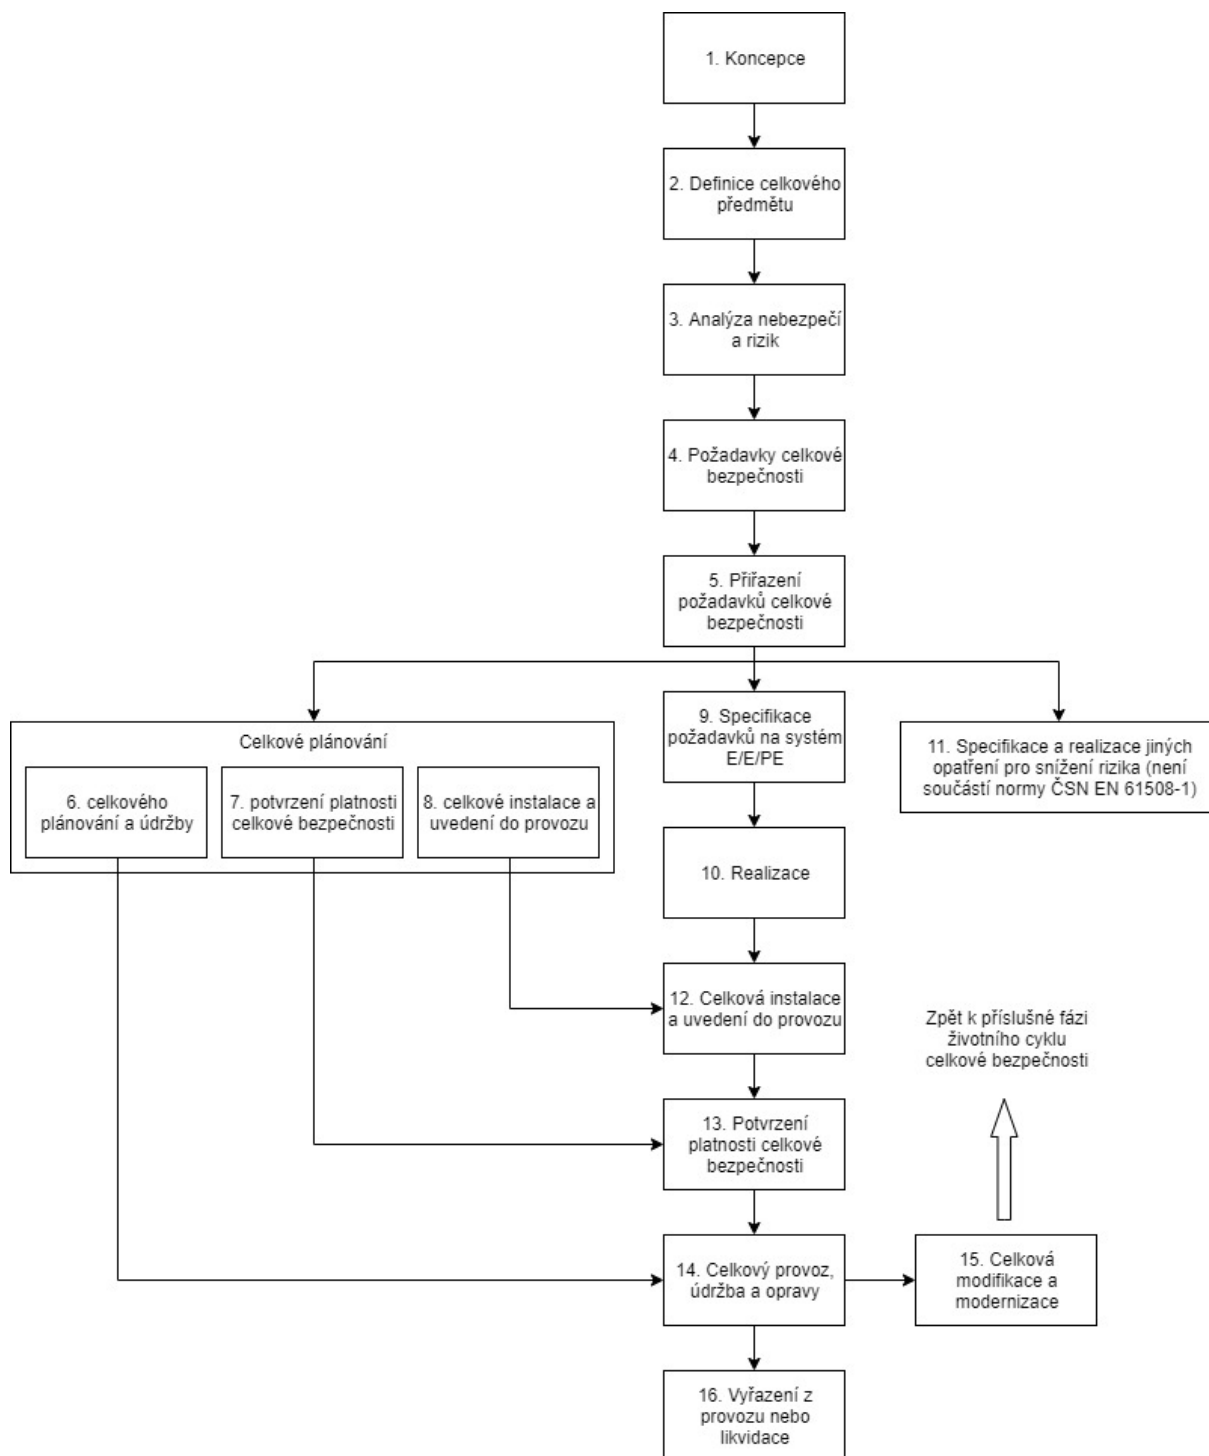 1. Koncepce
2. Definice celkového
předmětu
3. Analýza nebezpečí
a rizik
4. Požadavky celkové
bezpečnosti
5. Přiřazení
požadavků celkové
bezpečnosti
Celkové plánování
6. celkového
plánování a údržby
7. potvrzení platnosti
celkové bezpečnosti
8. celkové instalace a
uvedení do provozu
9. Specifikace
požadavků na systém
E/E/PE
11. Specifikace a realizace jiných
opatření pro snížení rizika (není
součástí normy ČSN EN 61508-1)
10. Realizace
12. Celková instalace
a uvedení do provozu
Zpět k příslušné fázi
životního cyklu
celkové bezpečnosti
13. Potvrzení
platnosti celkové
bezpečnosti
14. Celkový provoz,
údržba a opravy
15. Celková
modifikace a
modernizace
16. Vyřazení z
provozu nebo
likvidace